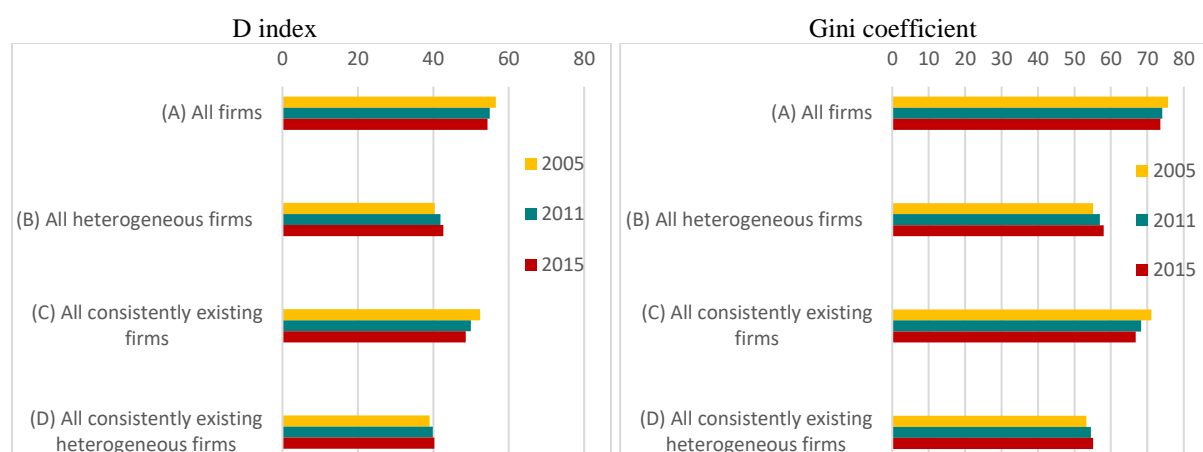 D index
0 20 40 60 80
(A) All firms
2005
(B) All heterogeneous firms
2011
2015
(C) All consistently existing
firms
(D) All consistently existing
heterogeneous firms
Gini coefficient
0 10 20 30 40 50 60 70 80
(A) All firms
2005
(B) All heterogeneous firms
2011
2015
(C) All consistently existing
firms
(D) All consistently existing
heterogeneous firms